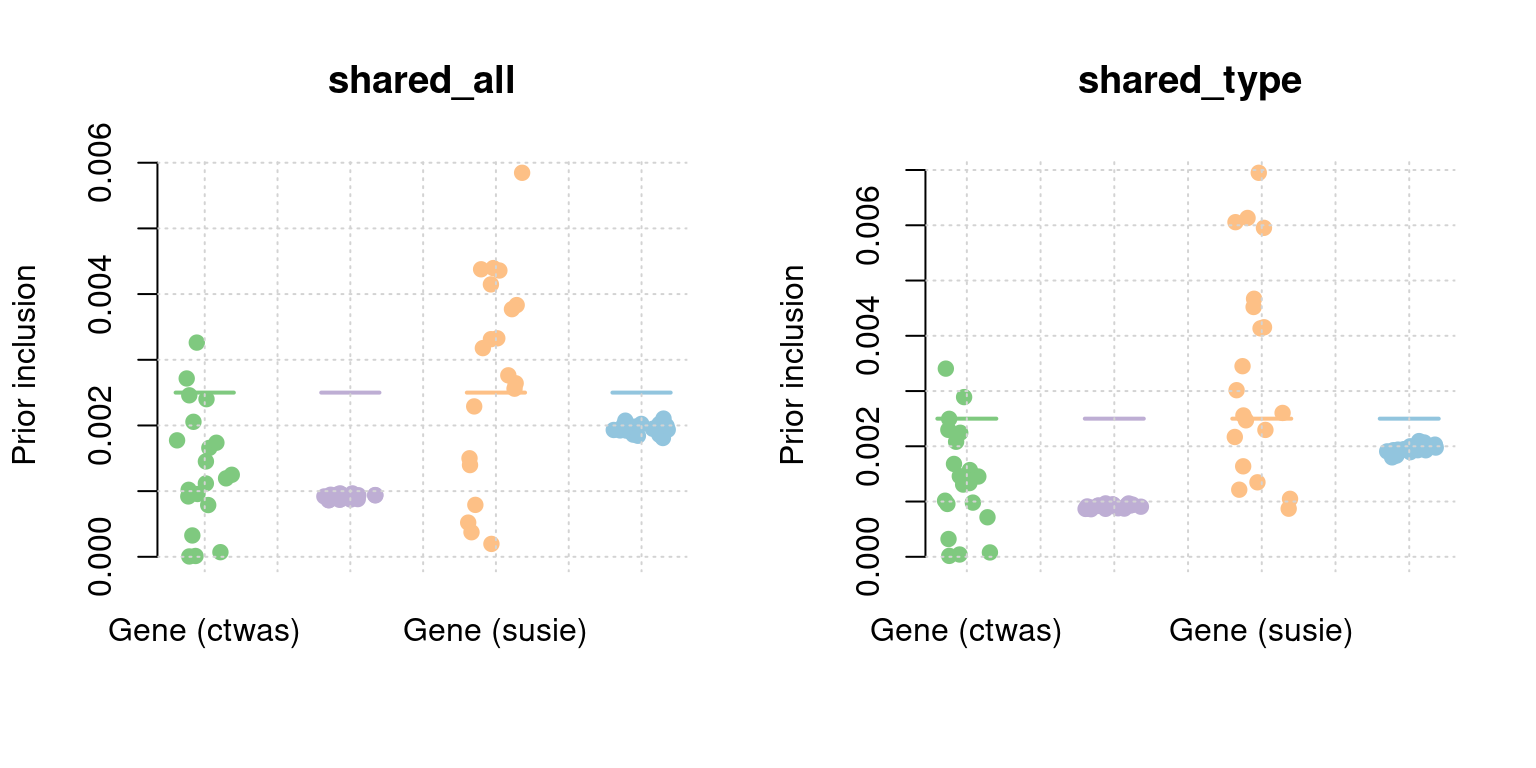 shared_all
Prior inclusion
0.006
0.004
0.002
0.000
Gene (ctwas)
Gene (susie)
shared_type
Prior inclusion
0.006
0.004
0.002
0.000
Gene (ctwas)
Gene (susie)